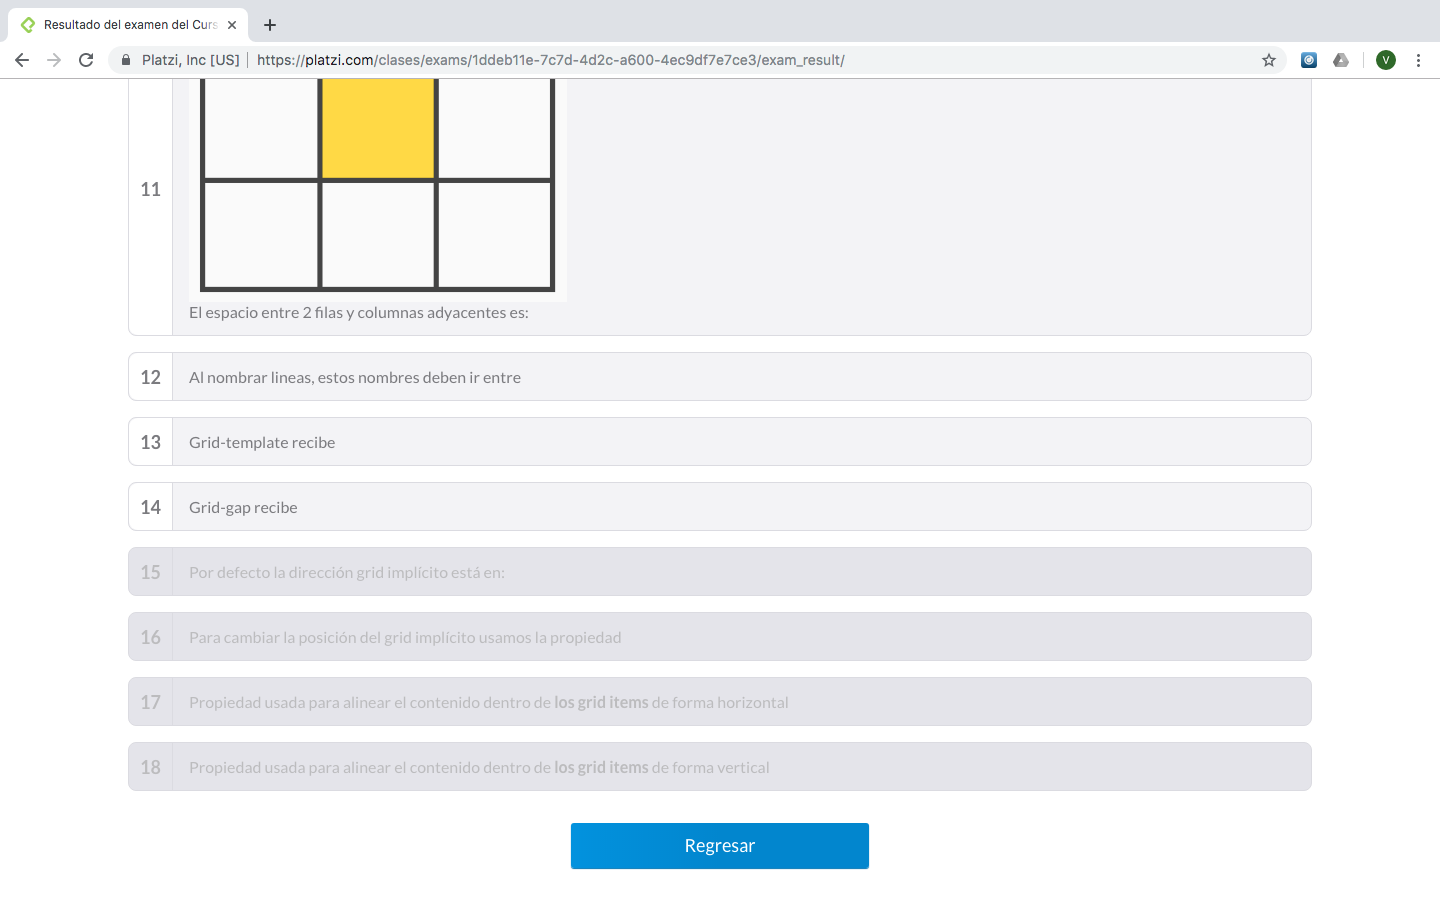 Resultado del examen del Curs
Platzi, Inc [US]
https://platzi.com/clases/exams/1ddeb11e-7c7d-4d2c-a600-4ec9df7e7ce3/exam_result/
V
11
El espacio entre 2 filas y columnas adyacentes es:
12 Al nombrar lineas, estos nombres deben ir entre
13 Grid-template recibe
14 Grid-gap recibe
15 Por defecto la dirección grid implícito está en:
16 Para cambiar la posición del grid implícito usamos la propiedad
17 Propiedad usada para alinear el contenido dentro de los grid items de forma horizontal
18 Propiedad usada para alinear el contenido dentro de los grid items de forma vertical
Regresar